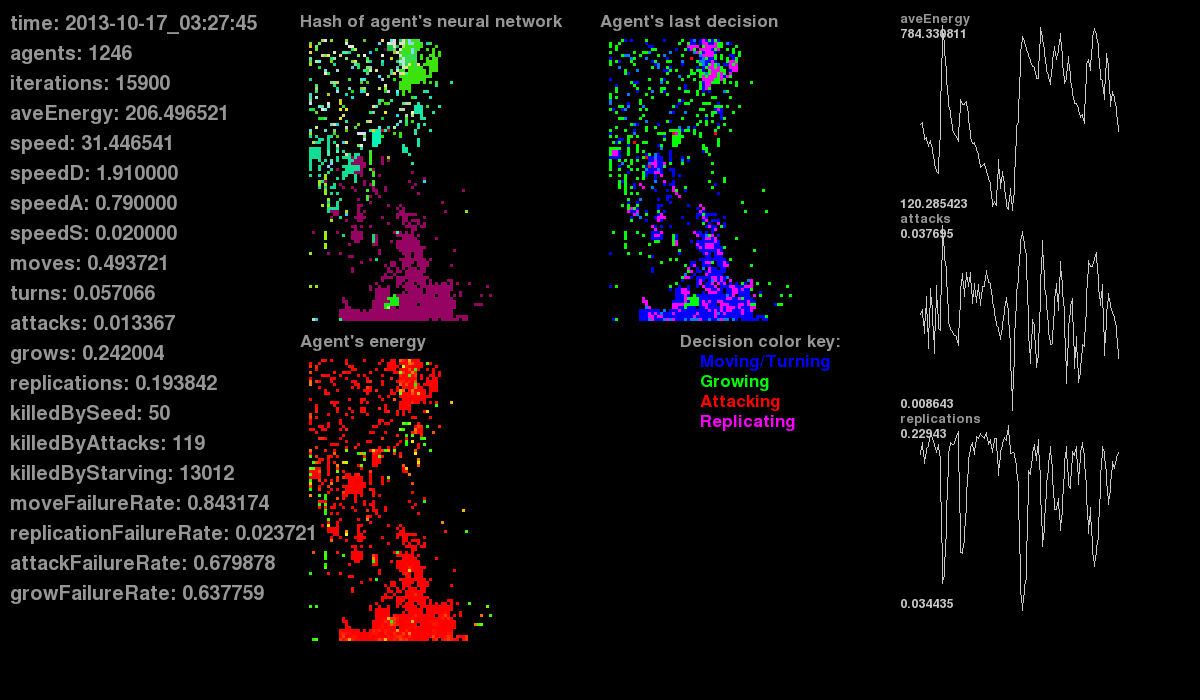 time: 2013-10-17_03:27:45
agents: 1246
iterations: 15900
aveEnergy: 206.496521
speed: 31.446541
speedD: 1.910000
speedA: 0.790000
speedS: 0.020000
moves: 0.493721
turns: 0.057066
attacks: 0.013367
grows: 0.242004
replications: 0.193842
killedBySeed: 50
killedByAttacks: 119
killedByStarving: 13012
moveFailureRate: 0.843174
replicationFailureRate: 0.023721
attackFailureRate: 0.679878
growFailureRate: 0.637759
Hash of agent's neural network
Agent's last decision
Agent's energy
Decision color key:
Moving/Turning
Growing
Attacking
Replicating
aveEnergy
784.330811
120.285423
attacks
0.037695
0.008643
replications
0.22943
0.034435